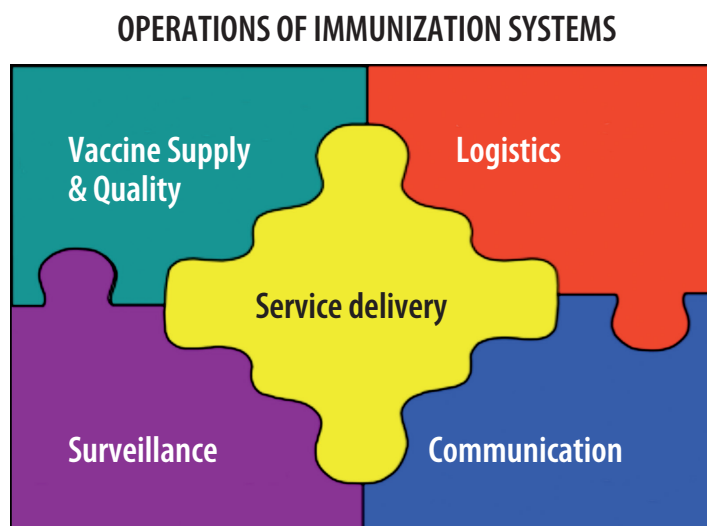 OPERATIONS OF IMMUNIZATION SYSTEMS
Vaccine Supply
& Quality
Logistics
Service delivery
Surveillance
Communication